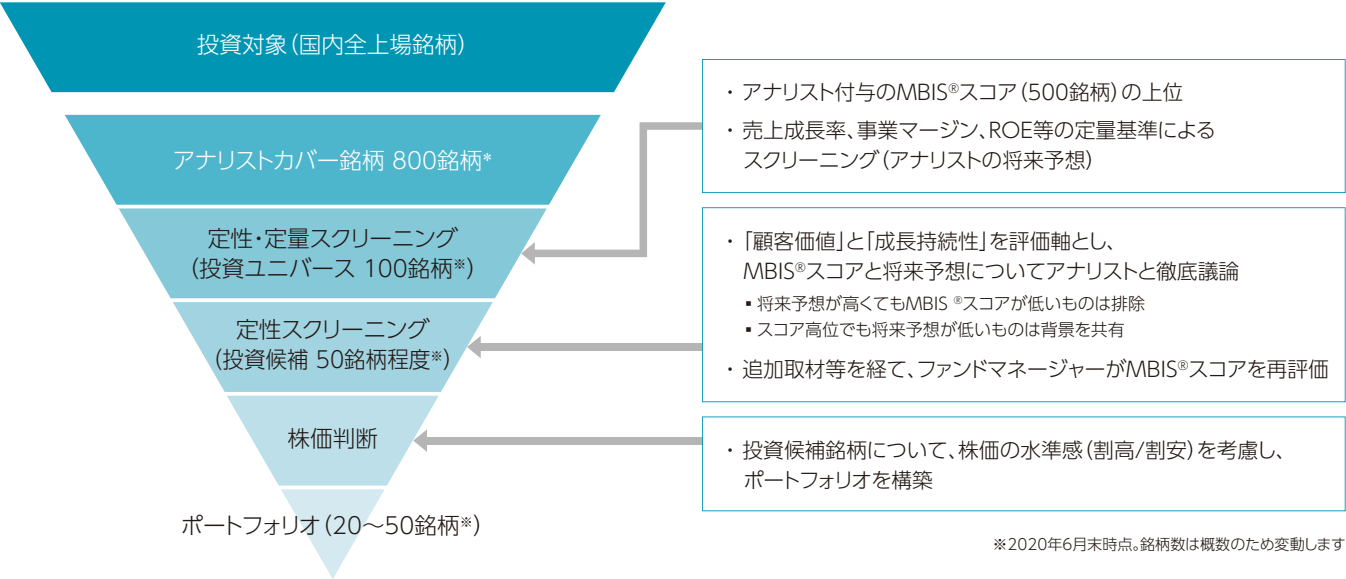 投資対象(国内全上場銘柄)
アナリストカバー銘柄 800銘柄*
定性・定量スクリーニング
(投資ユニバース 100銘柄※)
定性スクリーニング
(投資候補 50銘柄程度※)
株価判断
ポートフォリオ(20〜50銘柄※)
・ アナリスト付与のMBIS®スコア(500銘柄)の上位
・ 売上成長率、事業マージン、ROE等の定量基準による
スクリーニング(アナリストの将来予想)
・ 「顧客価値」と「成長持続性」を評価軸とし、
MBIS®スコアと将来予想についてアナリストと徹底議論
▪ 将来予想が高くてもMBIS ®スコアが低いものは排除
▪ スコア高位でも将来予想が低いものは背景を共有
・ 追加取材等を経て、ファンドマネージャーがMBIS®スコアを再評価
・ 投資候補銘柄について、株価の水準感(割高/割安)を考慮し、
ポートフォリオを構築
※2020年6月末時点。銘柄数は概数のため変動します